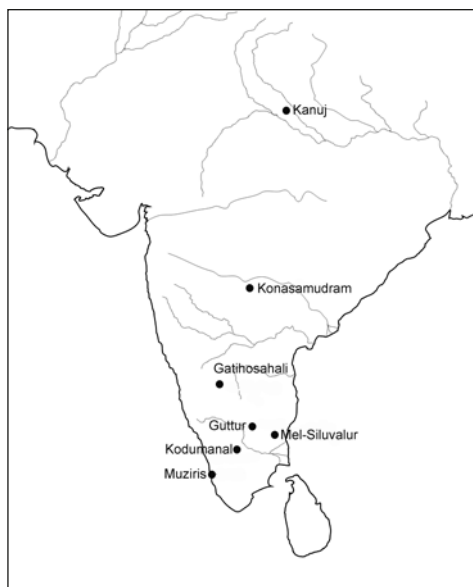 Kanuj
Konasamudram
Gatihosahali
Guttur
Mel-Siluvalur
Kodumanal
Muziris